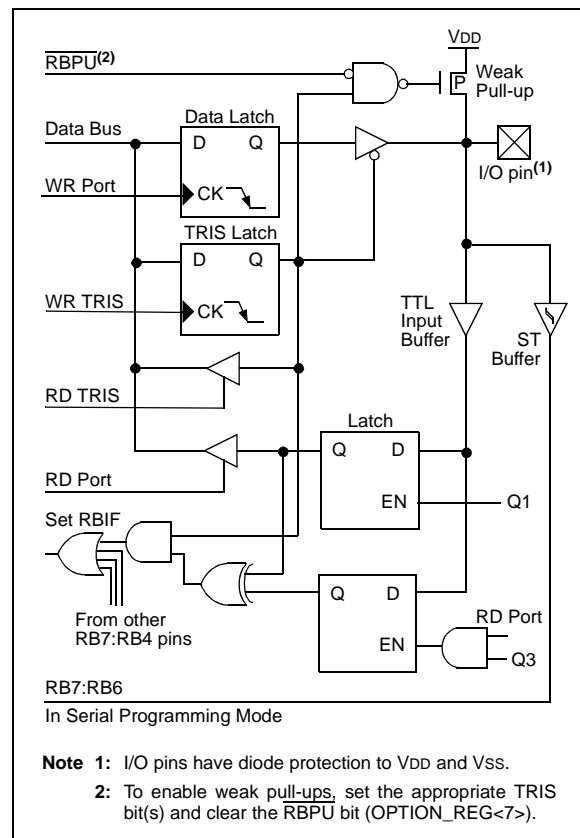 VDD
RBPU(2)
P
Weak
Pull-up
Data Latch
Data Bus
D
Q
I/O pin(1)
WR Port
CK
TRIS Latch
D
Q
TTL
Input
Buffer
ST
Buffer
WR TRIS
CK
RD TRIS
Latch
Q
D
RD Port
EN
Q1
Set RBIF
Q
D
RD Port
From other
RB7:RB4 pins
EN
Q3
RB7:RB6
In Serial Programming Mode
Note 1: I/O pins have diode protection to VDD and VSS.
2: To enable weak pull-ups, set the appropriate TRIS
bit(s) and clear the RBPU bit (OPTION_REG<7>).